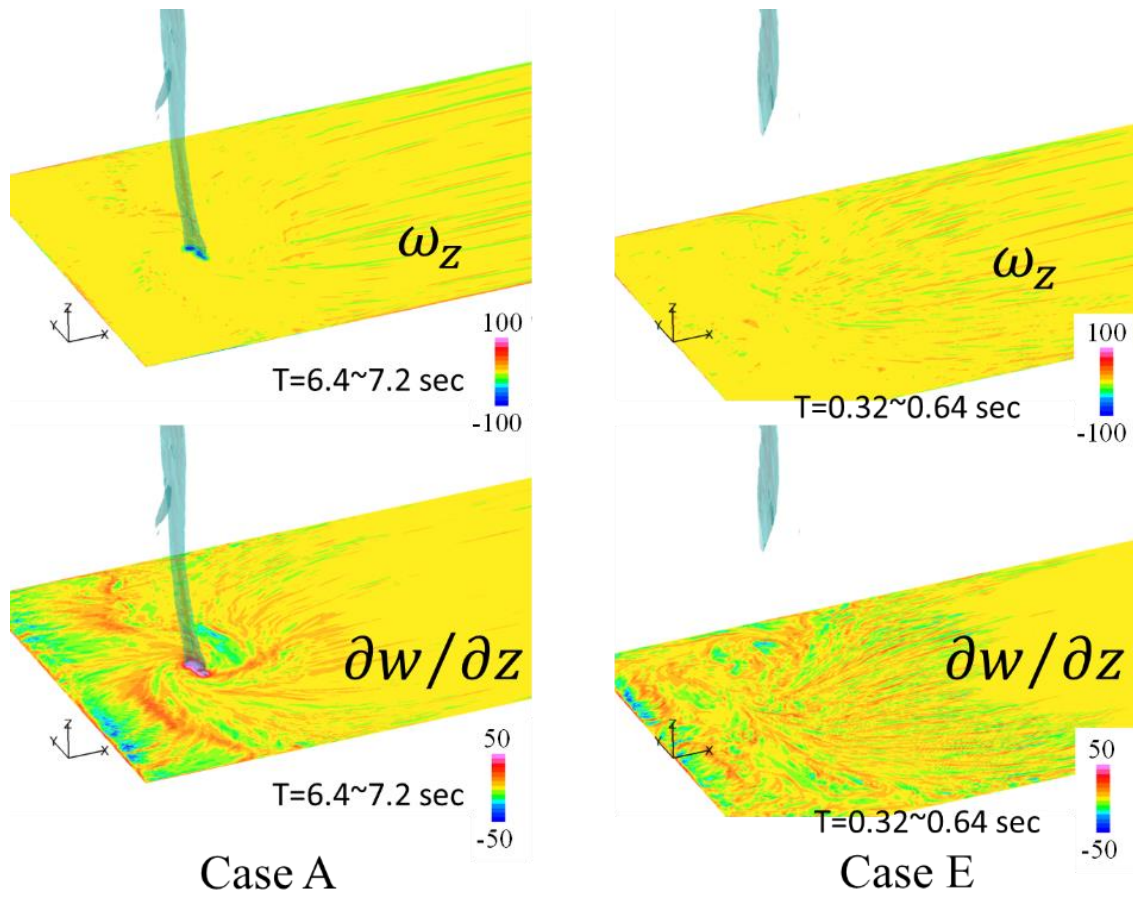 ω_z
Z
Y X
100
-100
T=6.4~7.2 sec
ω_z
Z
Y X
100
-100
T=0.32~0.64 sec
∂w/∂z
Z
Y X
50
-50
T=6.4~7.2 sec
∂w/∂z
Z
Y X
50
-50
T=0.32~0.64 sec
Case A
Case E